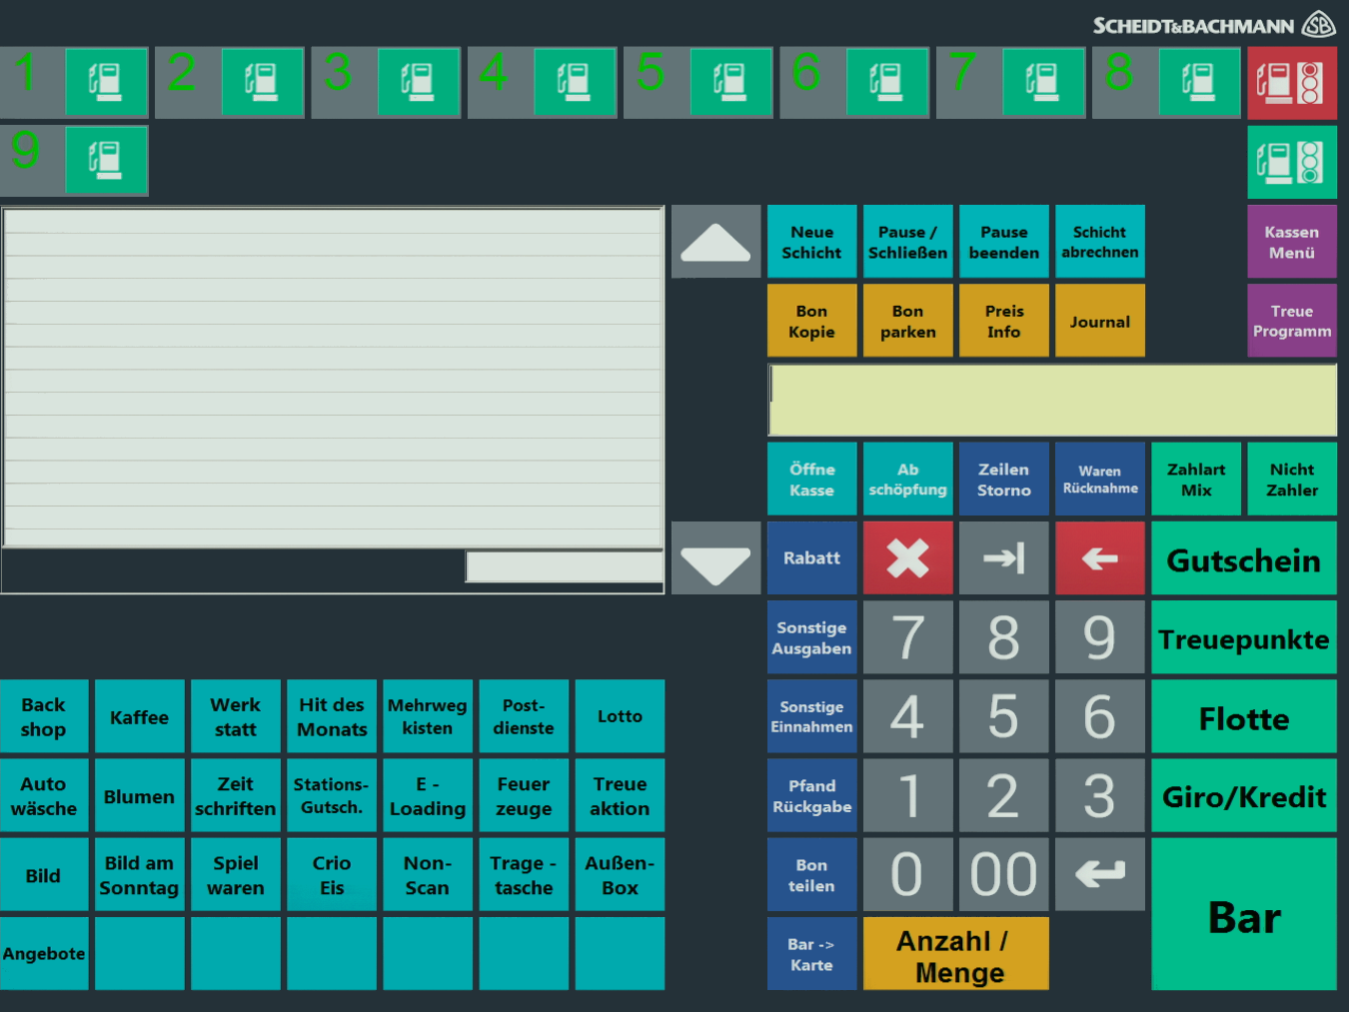 SCHEIDT&BACHMANN SB
1 2 3 4 5 6 7 8
9
Neue
Schicht
Pause /
Schließen
Pause
beenden
Schicht
abrechnen
Kassen
Menü
Bon
Kopie
Bon
parken
Preis
Info
Journal
Treue
Programm
Öffne
Kasse
Ab
schöpfung
Zeilen
Storno
Waren
Rücknahme
Zahlart
Mix
Nicht
Zahler
Rabatt
Gutschein
Sonstige
Ausgaben
7 8 9
Treuepunkte
Sonstige
Einnahmen
4 5 6
Flotte
Pfand
Rückgabe
1 2 3
Giro/Kredit
Bon
teilen
0 00
Bar
Bar ->
Karte
Anzahl /
Menge
Back
shop
Kaffee
Werk
statt
Hit des
Monats
Mehrweg
kisten
Post-
dienste
Lotto
Auto
wäsche
Blumen
Zeit
schriften
Stations-
Gutsch.
E -
Loading
Feuer
zeuge
Treue
aktion
Bild
Bild am
Sonntag
Spiel
waren
Crio
Eis
Non-
Scan
Trage -
tasche
Außen-
Box
Angebote